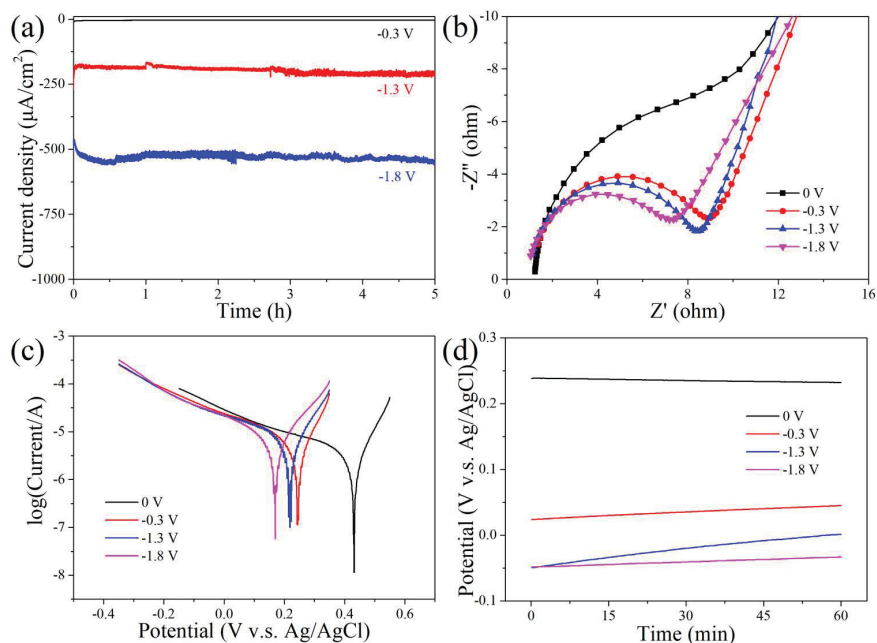 (a)
0
-250
-500
-750
-1000
Current density (μA/cm²)
-0.3 V
-1.3 V
-1.8 V
0 1 2 3 4 5
Time (h)
(b)
-10
-8
-6
-4
-2
0
-Z" (ohm)
0 V
-0.3 V
-1.3 V
-1.8 V
0 4 8 12 16
Z' (ohm)
(c)
-3
-4
-5
-6
-7
-8
log(Current/A)
0 V
-0.3 V
-1.3 V
-1.8 V
-0.4 -0.2 0.0 0.2 0.4 0.6
Potential (V v.s. Ag/AgCl)
(d)
0.3
0.2
0.1
0.0
-0.1
Potential (V v.s. Ag/AgCl)
0 V
-0.3 V
-1.3 V
-1.8 V
0 15 30 45 60
Time (min)